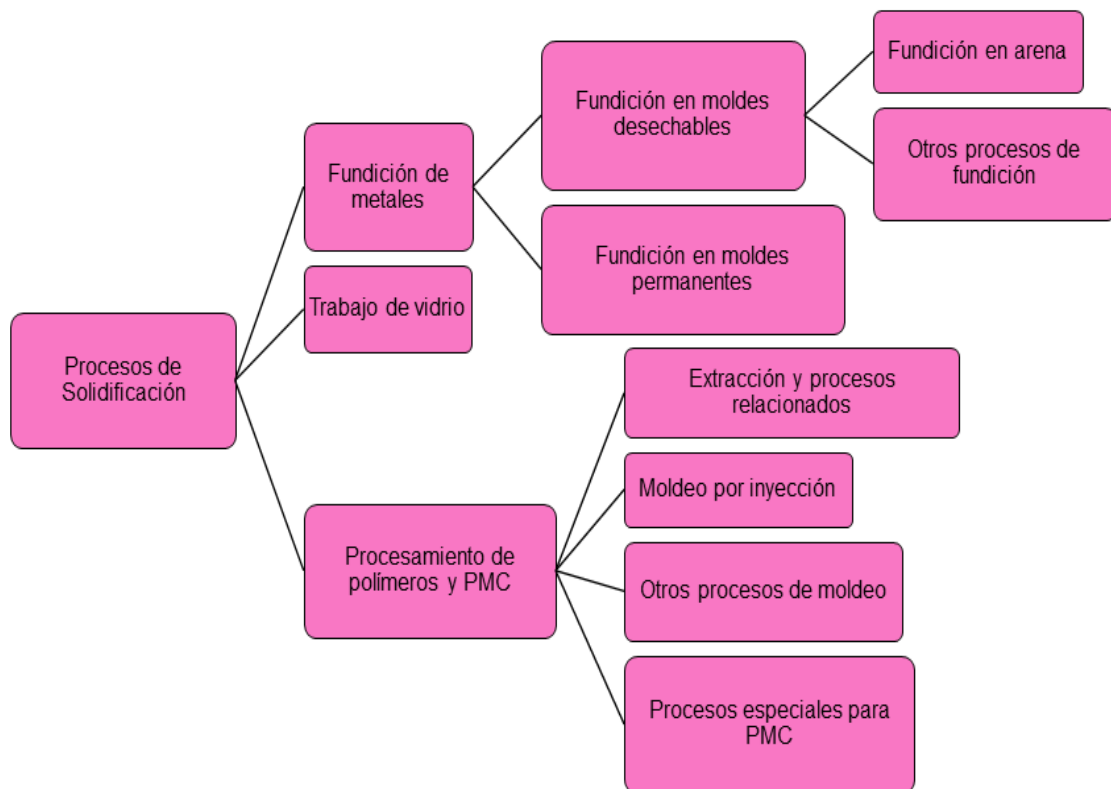 Procesos de
Solidificación
Fundición de
metales
Fundición en moldes
desechables
Fundición en arena
Otros procesos de
fundición
Fundición en moldes
permanentes
Trabajo de vidrio
Procesamiento de
polímeros y PMC
Extracción y procesos
relacionados
Moldeo por inyección
Otros procesos de moldeo
Procesos especiales para
PMC